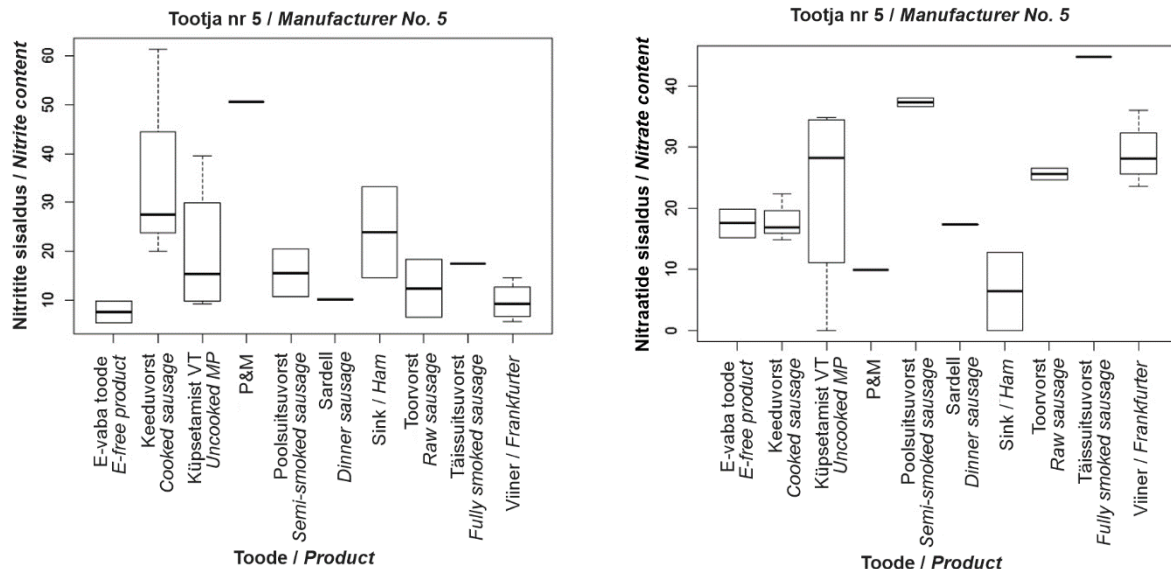 Tootja nr 5 / Manufacturer No. 5
Nitritite sisaldus / Nitrite content
60
50
40
30
20
10
E-vaba toode
E-free product
Keeduvorst
Cooked sausage
Küpsetamist VT
Uncooked MP
P&M
Poolsuitsuvorst
Semi-smoked sausage
Sardell
Dinner sausage
Sink / Ham
Toorvorst
Raw sausage
Täissuitsuvorst
Fully smoked sausage
Viiner / Frankfurter
Toode / Product
Tootja nr 5 / Manufacturer No. 5
Nitraatide sisaldus / Nitrate content
40
30
20
10
0
E-vaba toode
E-free product
Keeduvorst
Cooked sausage
Küpsetamist VT
Uncooked MP
P&M
Poolsuitsuvorst
Semi-smoked sausage
Sardell
Dinner sausage
Sink / Ham
Toorvorst
Raw sausage
Täissuitsuvorst
Fully smoked sausage
Viiner / Frankfurter
Toode / Product